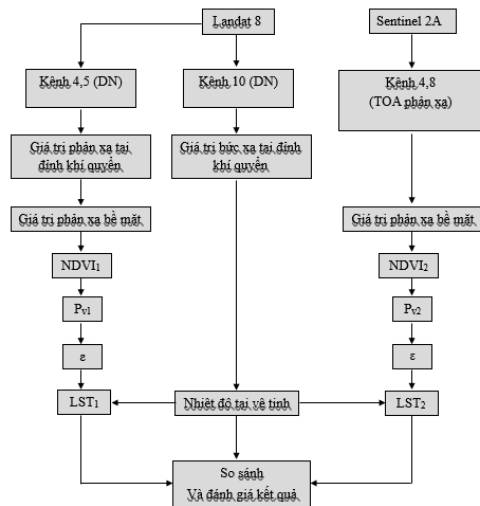 Landat 8
Sentinel 2A
Kênh 4,5 (DN)
Kênh 10 (DN)
Kênh 4,8
(TOA phản xạ)
Giá trị phản xạ tại
đỉnh khí quyển
Giá trị bức xạ tại đỉnh
khí quyển
Giá trị phản xạ bề mặt
Giá trị phản xạ bề mặt
NDVI1
NDVI2
Pv1
Pv2
ε
ε
LST1
Nhiệt độ tại vệ tinh
LST2
So sánh
Và đánh giá kết quả